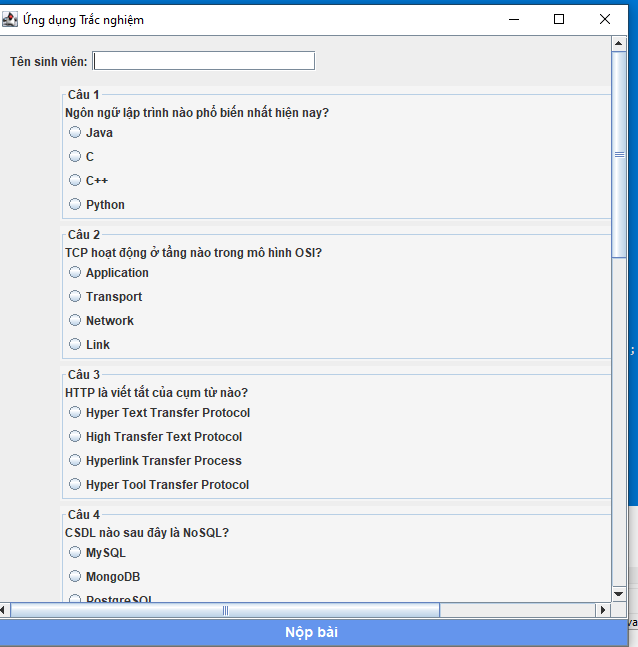 Ứng dụng Trắc nghiệm
Tên sinh viên:
Câu 1
Ngôn ngữ lập trình nào phổ biến nhất hiện nay?
Java
C
C++
Python
Câu 2
TCP hoạt động ở tầng nào trong mô hình OSI?
Application
Transport
Network
Link
Câu 3
HTTP là viết tắt của cụm từ nào?
Hyper Text Transfer Protocol
High Transfer Text Protocol
Hyperlink Transfer Process
Hyper Tool Transfer Protocol
Câu 4
CSDL nào sau đây là NoSQL?
MySQL
MongoDB
PostgreSQL
Nộp bài